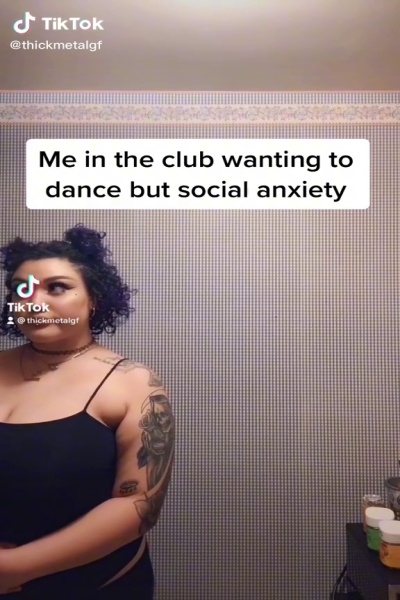 TikTok
@thickmetalgf
Me in the club wanting to
dance but social anxiety
TikTok
@thickmetalgf